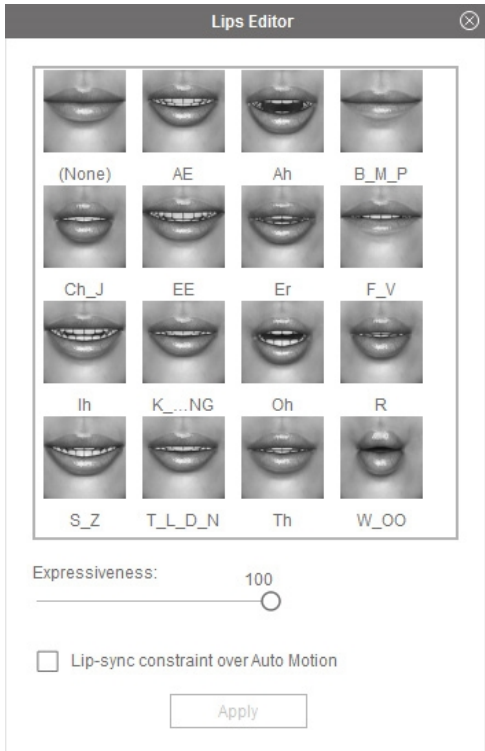 Lips Editor
(None) AE Ah B_M_P
Ch_J EE Er F_V
Ih K_...NG Oh R
S_Z T_L_D_N Th W_OO
Expressiveness:
100
Lip-sync constraint over Auto Motion
Apply